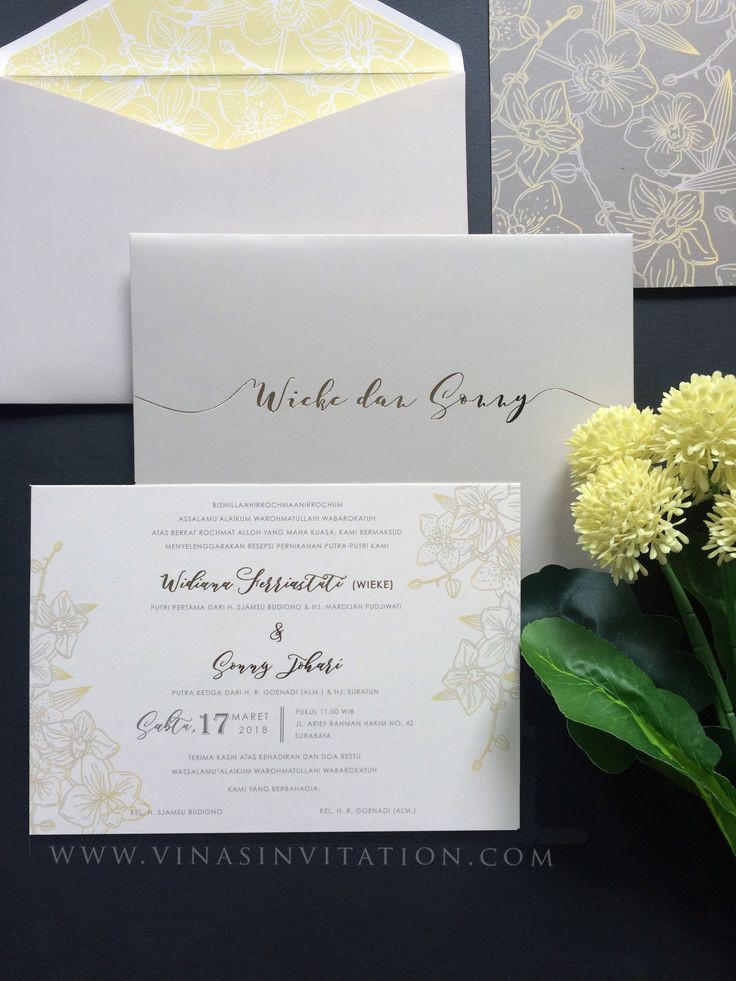 Wieke dan Sonny
BISMILLAAHIRROCHMAANIRROCHIIM
ASSALAMU'ALAIKUM WAROHMATULLAHI WABAROKATUH
ATAS BERKAT ROCHMAT ALLOH YANG MAHA KUASA, KAMI BERMAKSUD
MENYELENGGARAKAN RESEPSI PERNIKAHAN PUTRA-PUTRI KAMI
Widiana Ferriastuti (WIEKE)
PUTRI PERTAMA DARI H. SJAMSU BUDIONO & HJ. MARDIJAH PUDJIWATI
&
Sonny Johari
PUTRA KETIGA DARI H. R. GOENADI (ALM.) & HJ. SURATUN
Sabtu, 17 MARET 2018
PUKUL 11.00 WIB
JL. ARIEF RAHMAN HAKIM NO. 42
SURABAYA
TERIMA KASIH ATAS KEHADIRAN DAN DOA RESTU
WASSALAMU'ALAIKUM WAROHMATULLAHI WABAROKATUH
KAMI YANG BERBAHAGIA,
KEL. H. SJAMSU BUDIONO KEL. H. R. GOENADI (ALM.)
WWW.VINASINVITATION.COM